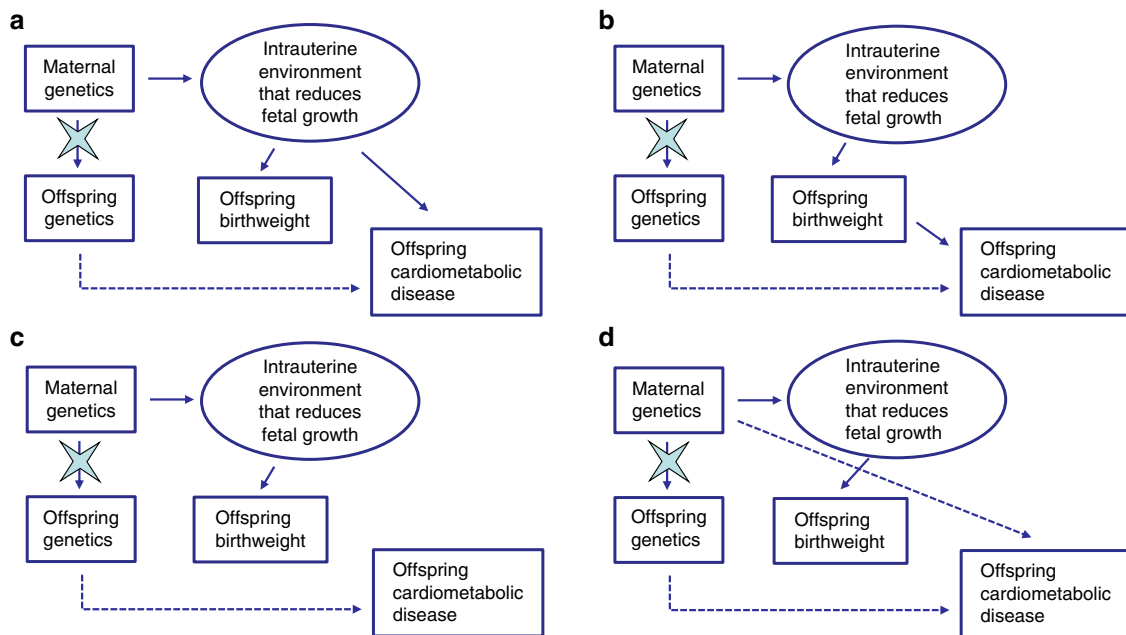 a
Maternal
genetics
Intrauterine
environment
that reduces
fetal growth
Offspring
genetics
Offspring
birthweight
Offspring
cardiometabolic
disease
b
Maternal
genetics
Intrauterine
environment
that reduces
fetal growth
Offspring
genetics
Offspring
birthweight
Offspring
cardiometabolic
disease
c
Maternal
genetics
Intrauterine
environment
that reduces
fetal growth
Offspring
genetics
Offspring
birthweight
Offspring
cardiometabolic
disease
d
Maternal
genetics
Intrauterine
environment
that reduces
fetal growth
Offspring
genetics
Offspring
birthweight
Offspring
cardiometabolic
disease